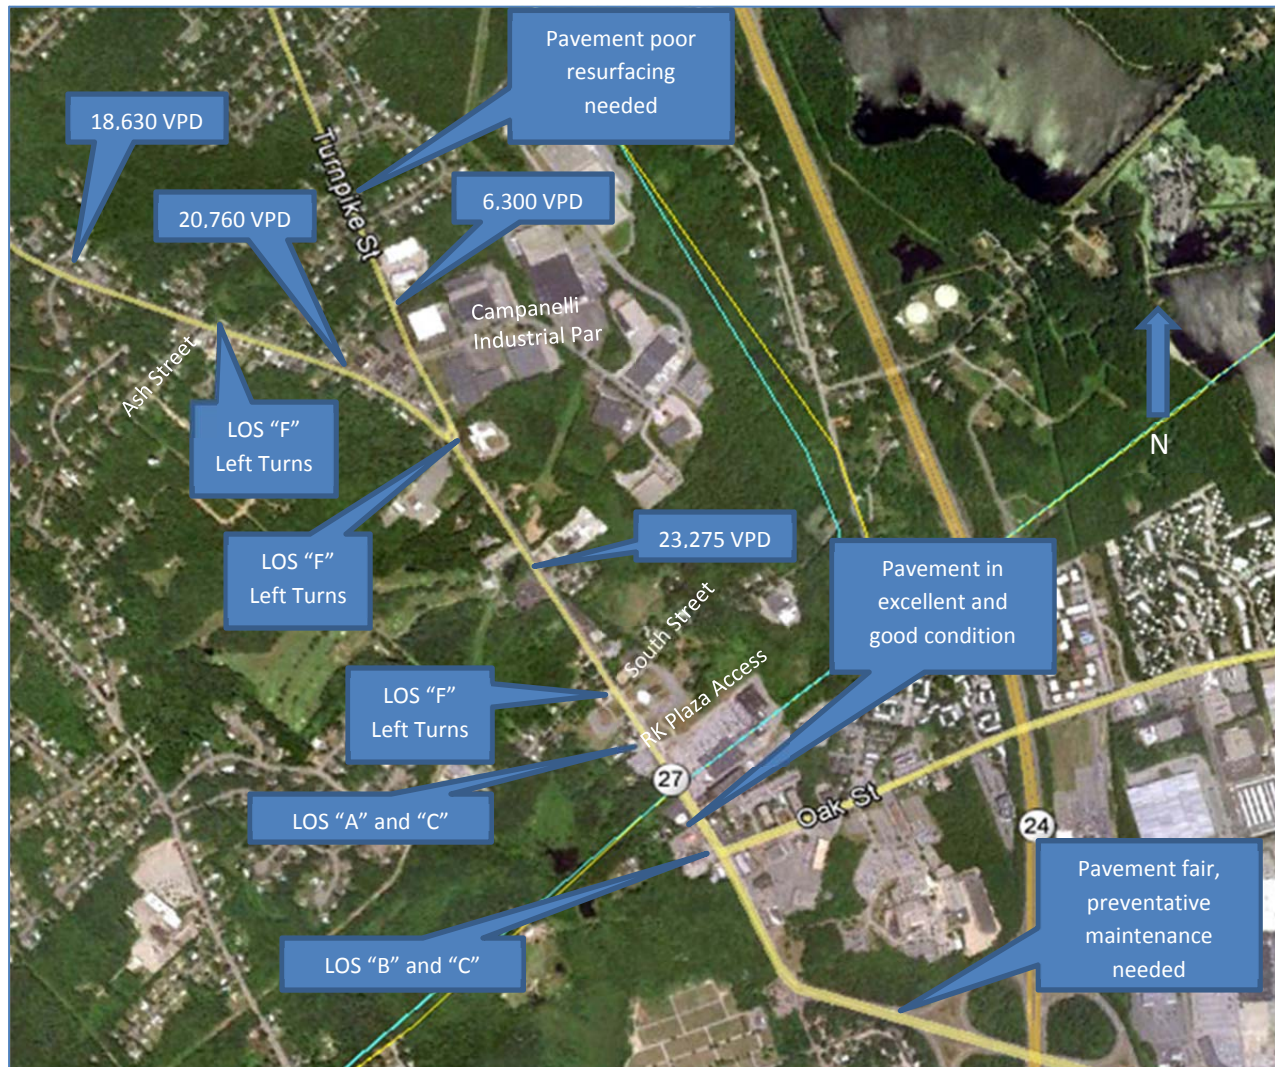 Pavement poor
resurfacing
needed
18,630 VPD
Turnpike St
6,300 VPD
20,760 VPD
Campanelli
Industrial Par
Ash Street
LOS “F”
Left Turns
N
LOS “F”
Left Turns
23,275 VPD
Pavement in
excellent and
good condition
South Street
LOS “F”
Left Turns
RK Plaza Access
27
LOS “A” and “C”
Oak St
24
Pavement fair,
preventative
maintenance
needed
LOS “B” and “C”